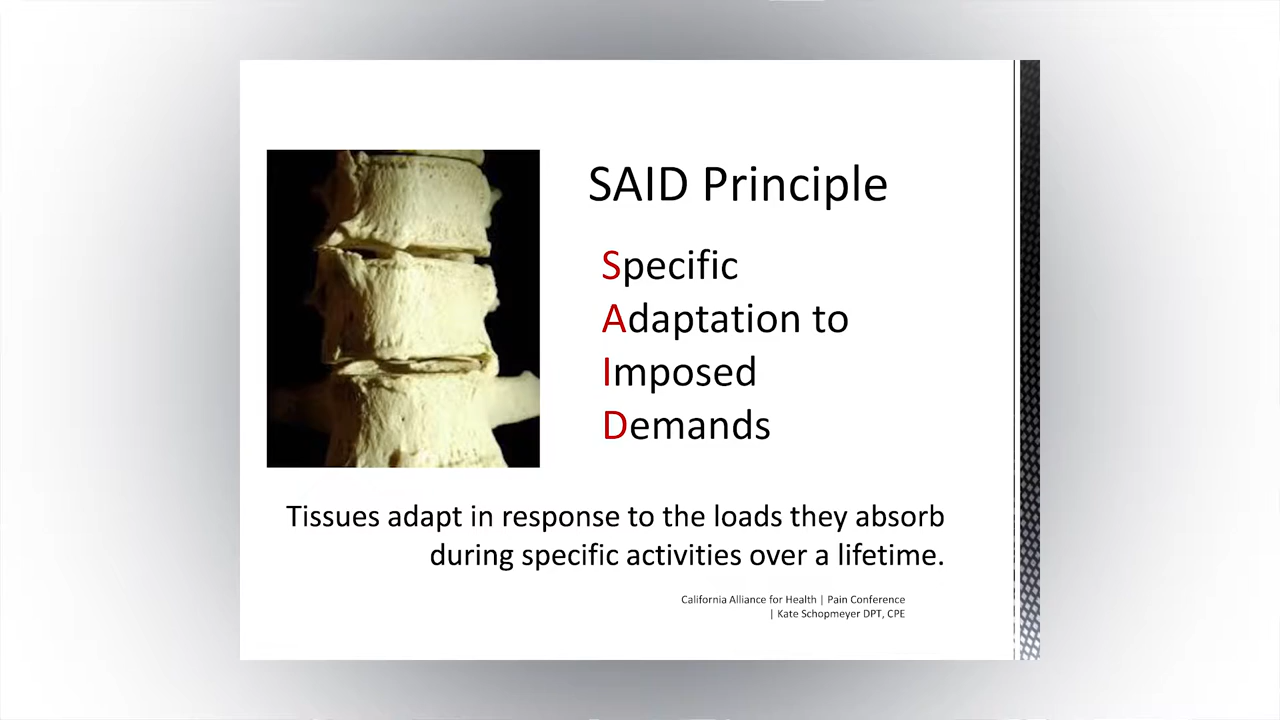 SAID Principle
Specific
Adaptation to
Imposed
Demands
Tissues adapt in response to the loads they absorb
during specific activities over a lifetime.
California Alliance for Health | Pain Conference
| Kate Schopmeyer DPT, CPE